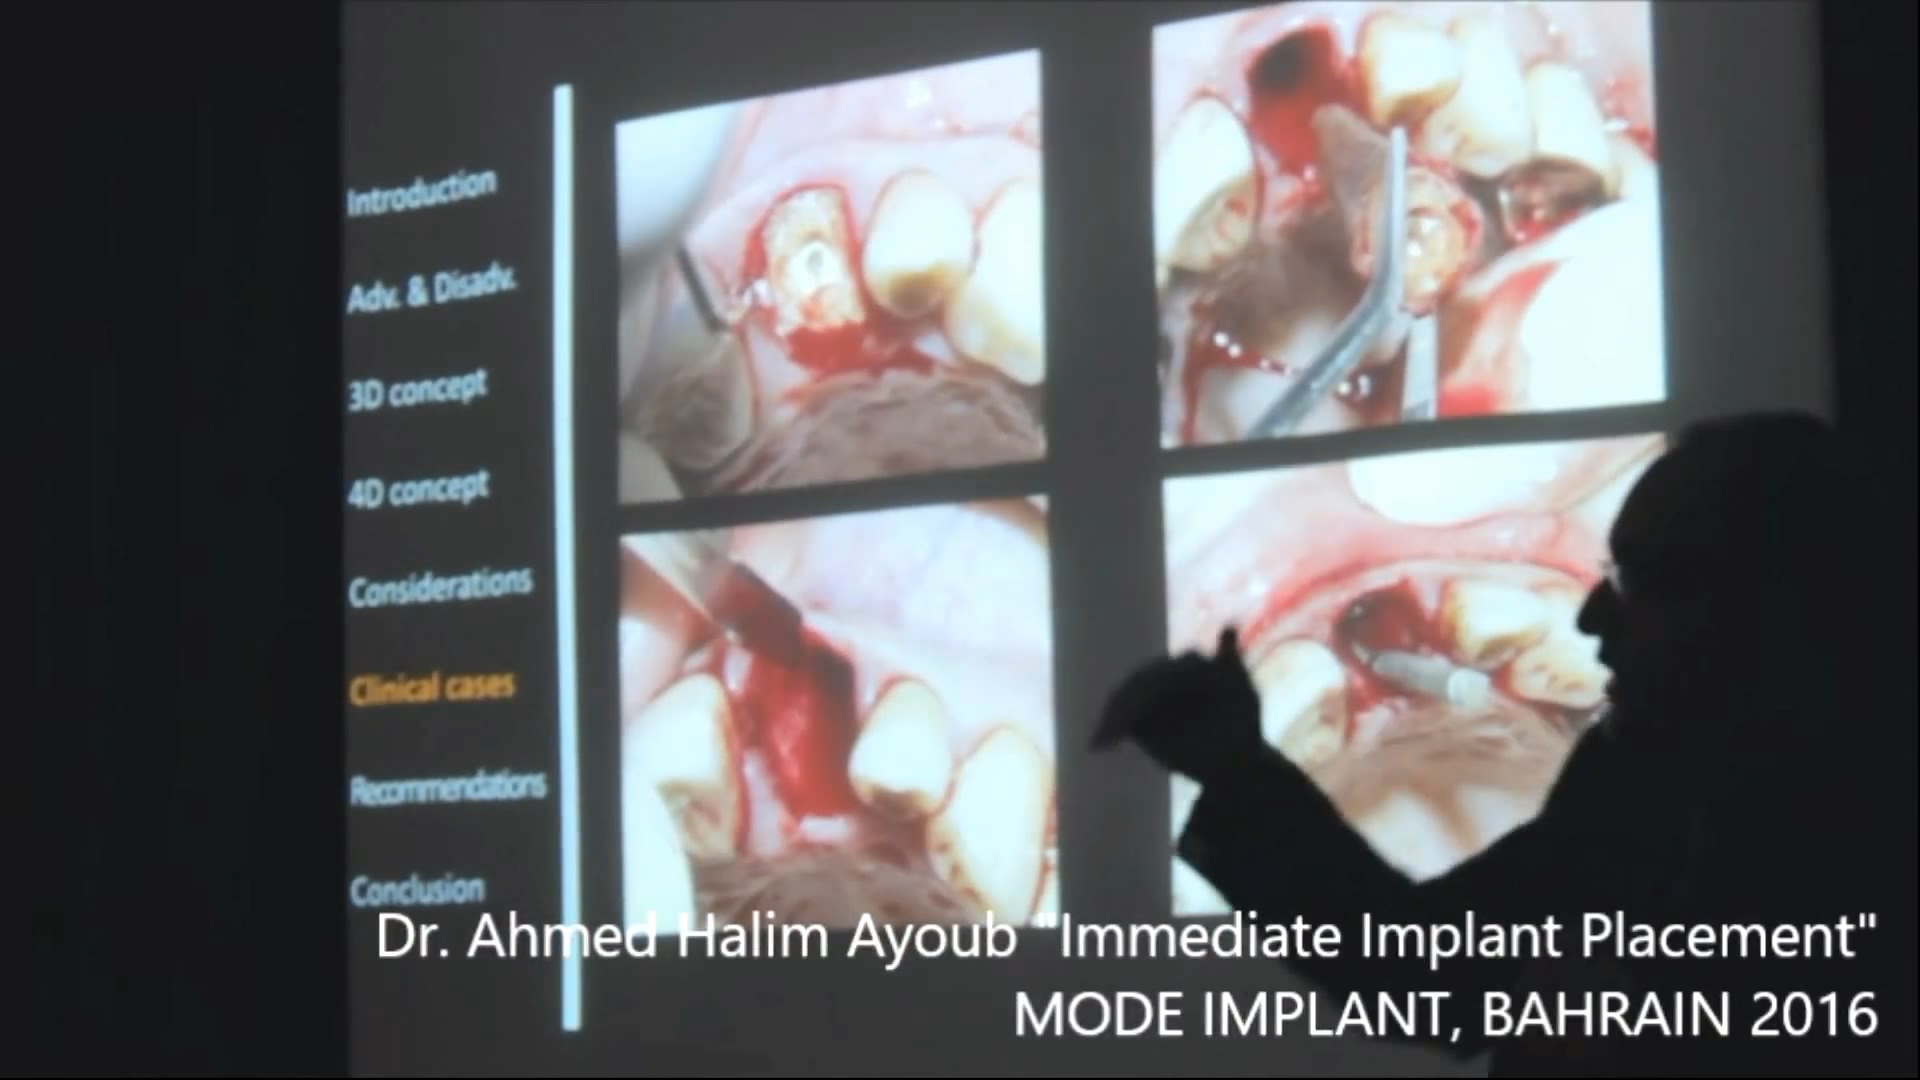 Introduction
Adv. & Disadv.
3D concept
4D concept
Considerations
Clinical cases
Recommendations
Conclusion
Dr. Ahmed Halim Ayoub "Immediate Implant Placement"
MODE IMPLANT, BAHRAIN 2016